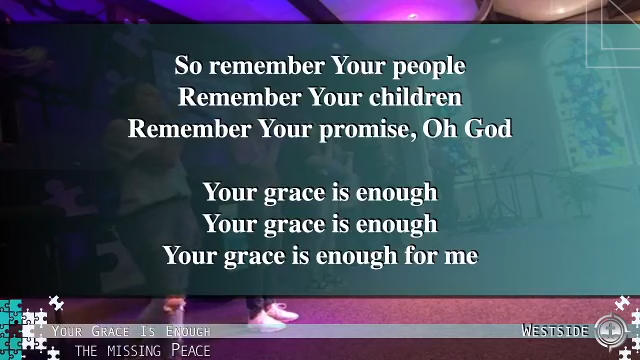 So remember Your people
Remember Your children
Remember Your promise, Oh God
Your grace is enough
Your grace is enough
Your grace is enough for me
Your Grace Is Enough
the missing Peace
Westside